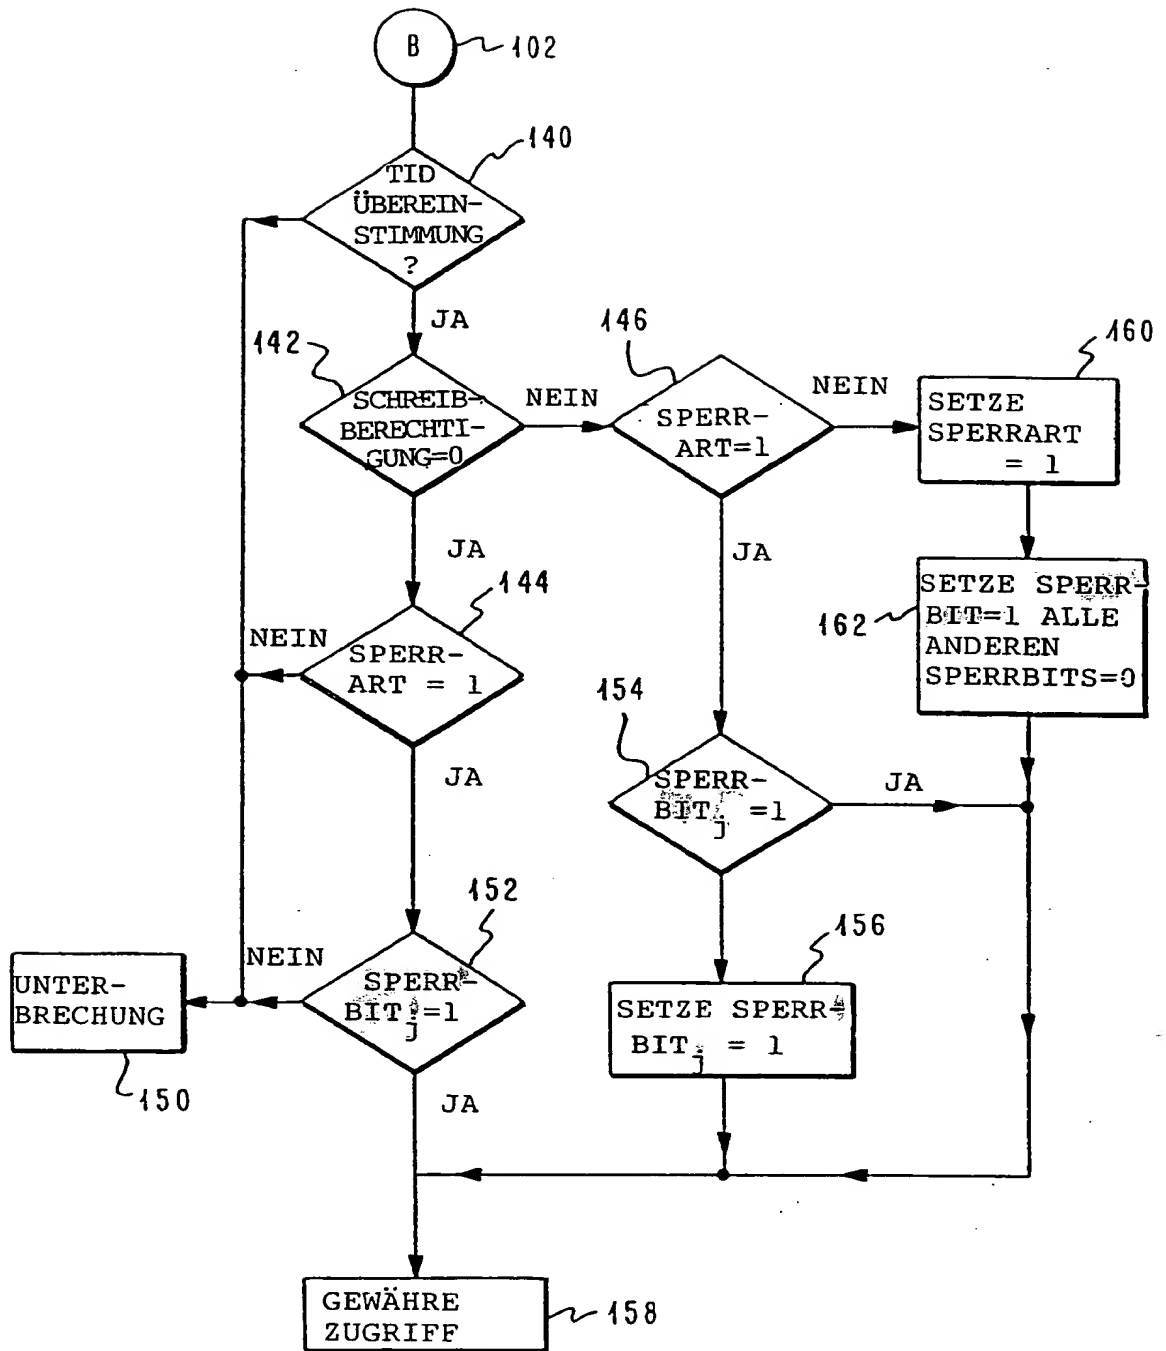 B
102
140
TID
ÜBEREIN-
STIMMUNG
?
JA
142
SCHREIB-
BERECHTI-
GUNG=0
NEIN
146
SPERR-
ART=1
NEIN
160
SETZE
SPERRART
= 1
JA
144
NEIN
SPERR-
ART = 1
JA
162
SETZE SPERR-
BIT=1 ALLE
ANDEREN
SPERRBITS=0
154
SPERR-
BITj =1
JA
JA
152
NEIN
SPERR-
BITj=1
156
SETZE SPERR-
BITj = 1
UNTER-
BRECHUNG
150
JA
GEWÄHRE
ZUGRIFF
158